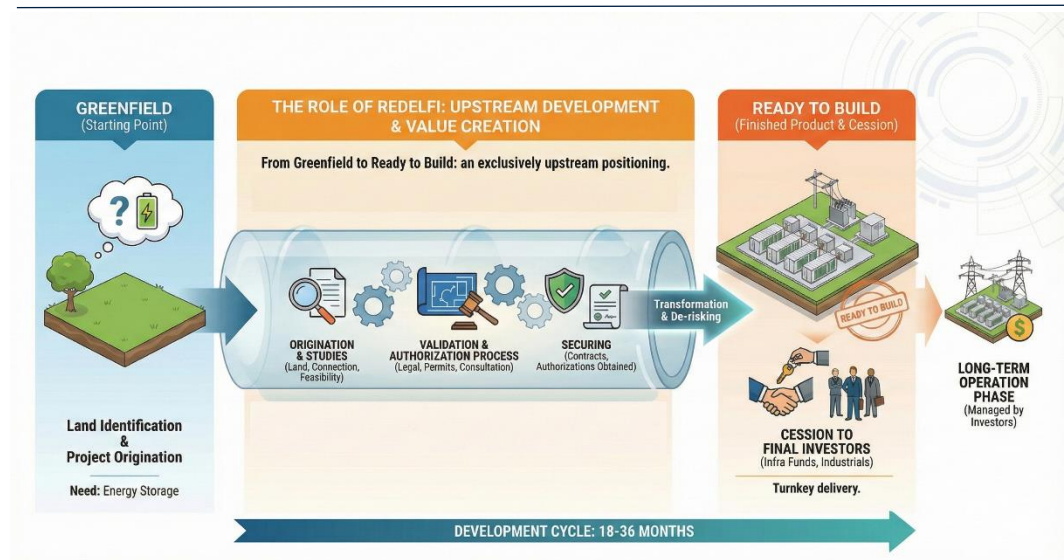 GREENFIELD
(Starting Point)
Land Identification
&
Project Origination
Need: Energy Storage
THE ROLE OF REDELFI: UPSTREAM DEVELOPMENT
& VALUE CREATION
From Greenfield to Ready to Build: an exclusively upstream positioning.
ORIGINATION
& STUDIES
(Land, Connection,
Feasibility)
VALIDATION &
AUTHORIZATION PROCESS
(Legal, Permits, Consultation)
SECURING
(Contracts,
Authorizations Obtained)
Transformation
& De-risking
READY TO BUILD
(Finished Product & Cession)
READY TO BUILD
CESSION TO
FINAL INVESTORS
(Infra Funds, Industrials)
Turnkey delivery.
LONG-TERM
OPERATION
PHASE
(Managed by
Investors)
DEVELOPMENT CYCLE: 18-36 MONTHS